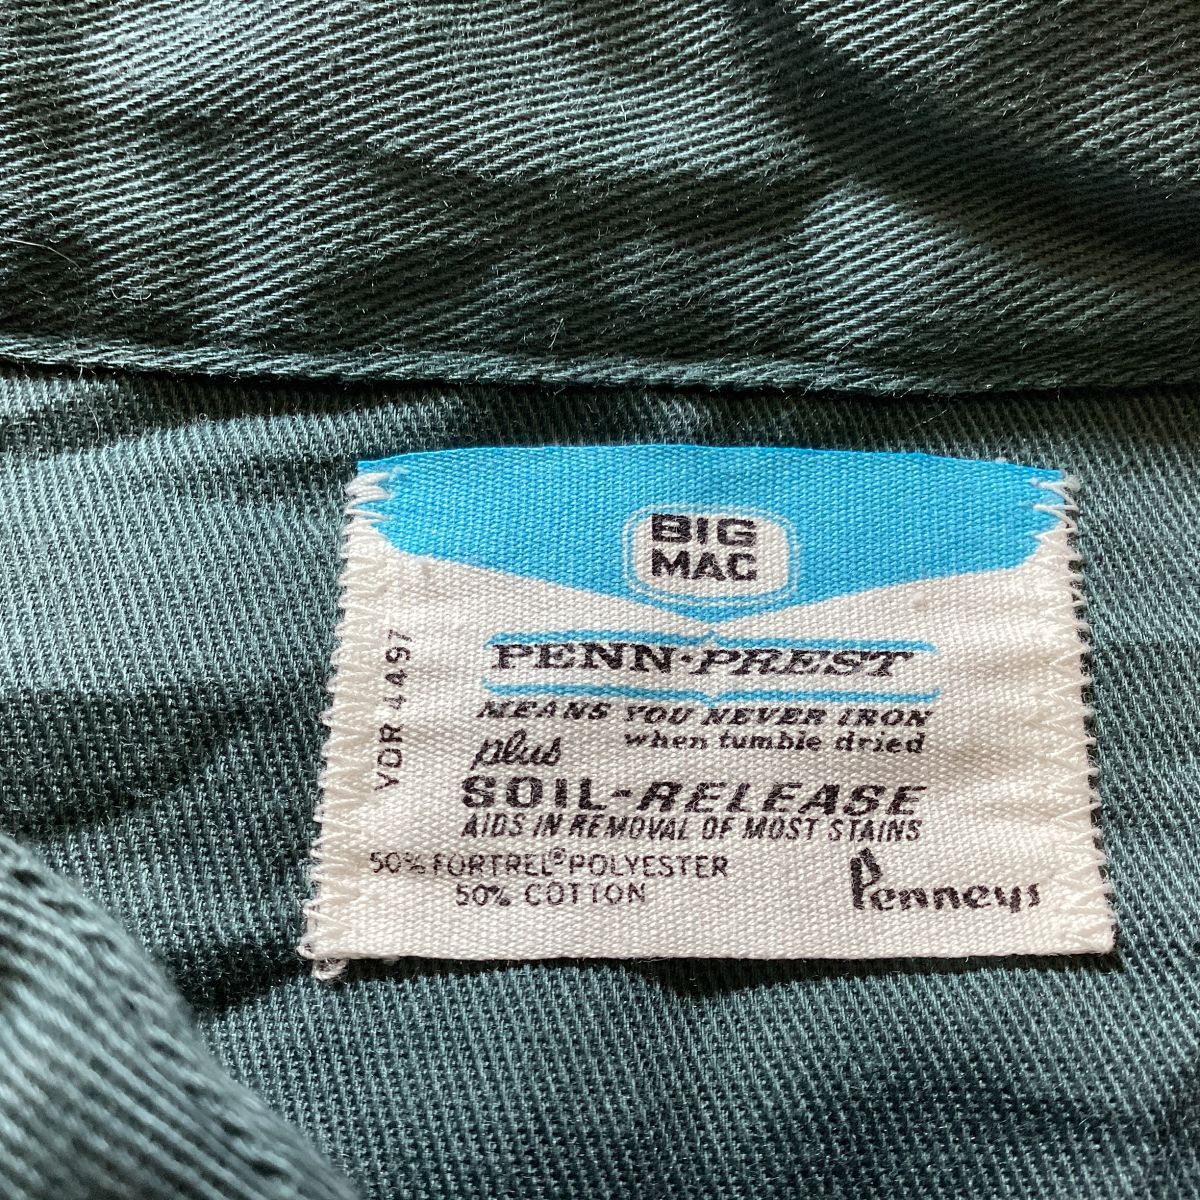 BIG
MAC
PENN-PREST
MEANS YOU NEVER IRON
when tumble dried
plus
SOIL-RELEASE
AIDS IN REMOVAL OF MOST STAINS
50% FORTREL® POLYESTER
50% COTTON
Penneys
YDR 4497